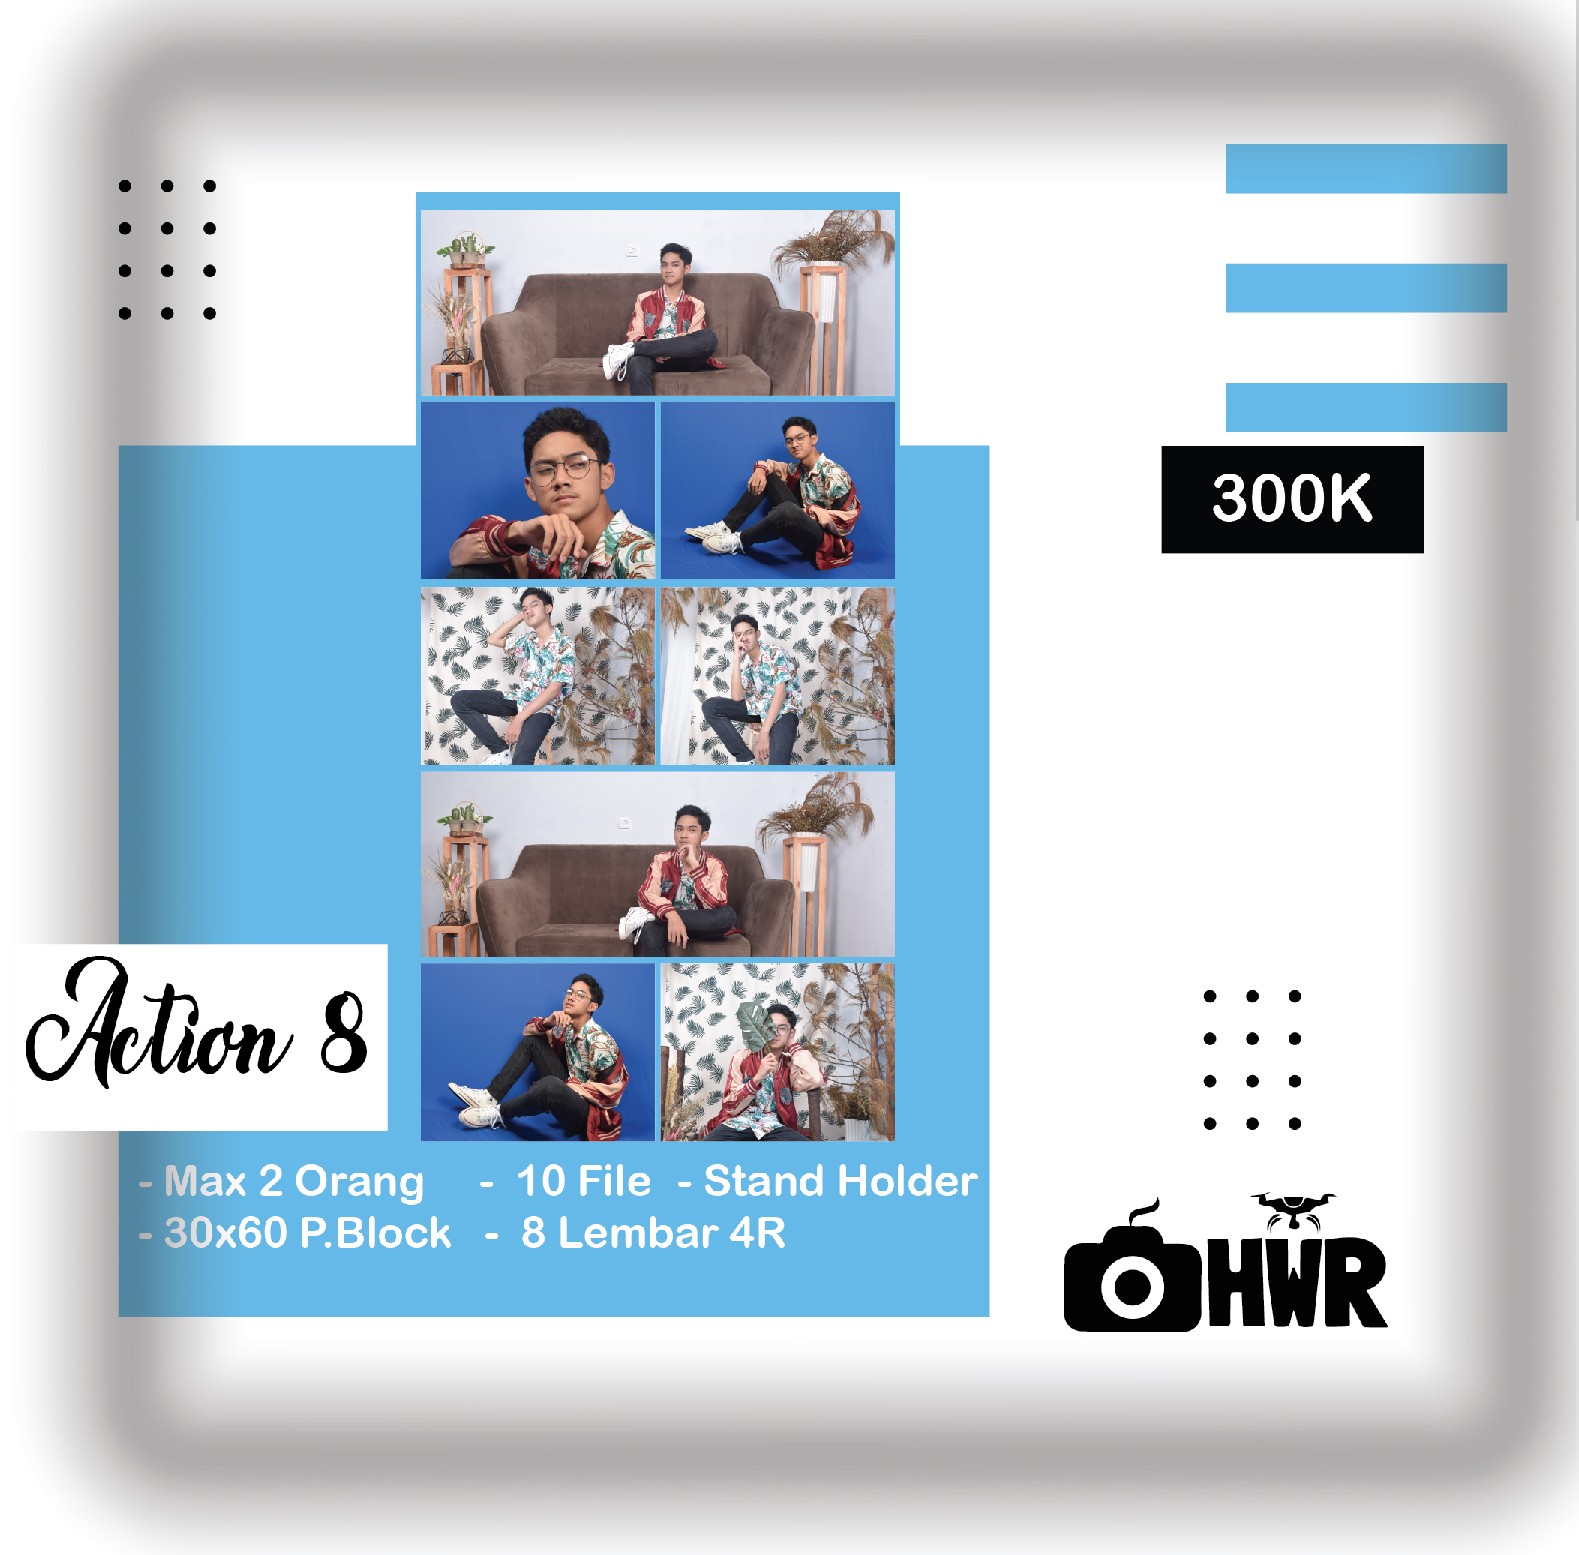 300K
Action 8
- Max 2 Orang - 10 File - Stand Holder
- 30x60 P.Block - 8 Lembar 4R
HWR